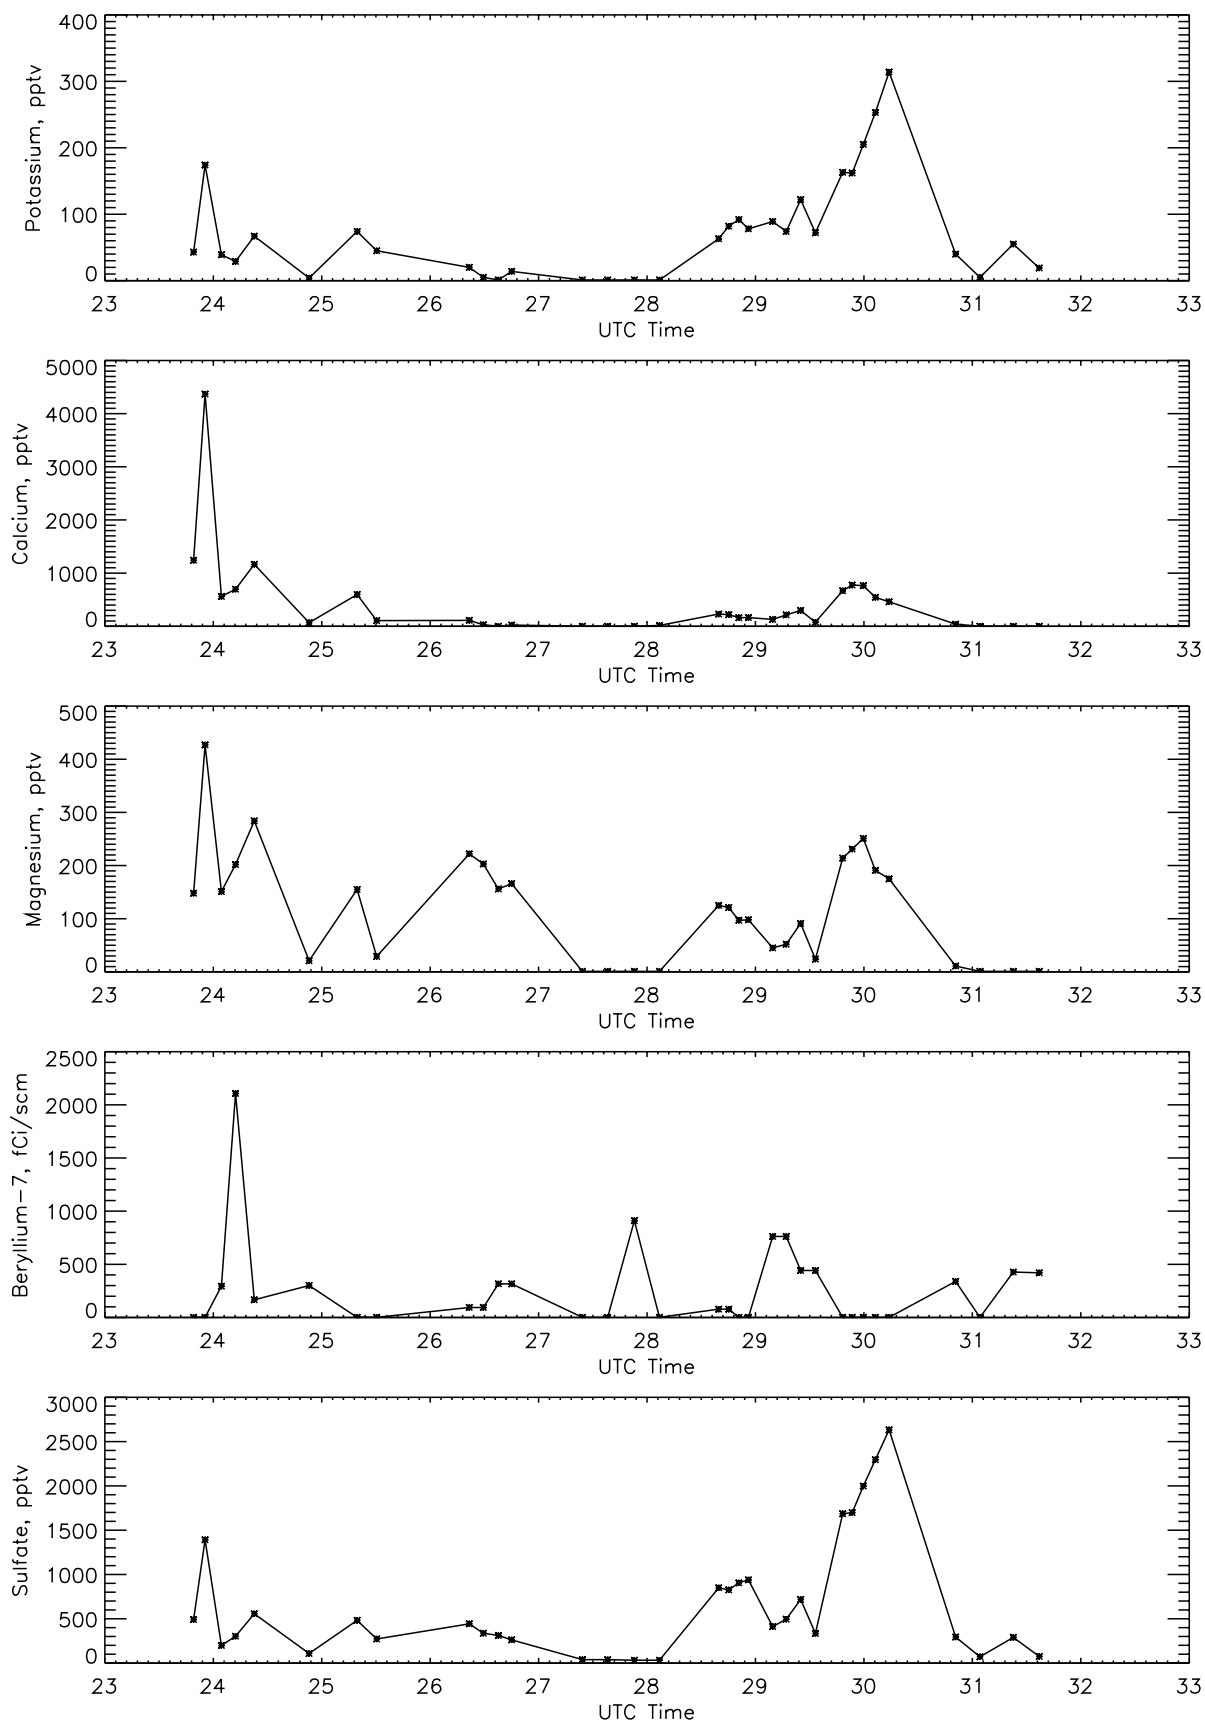 400
300
200
100
0
Potassium, pptv
23 24 25 26 27 28 29 30 31 32 33
UTC Time
5000
4000
3000
2000
1000
0
Calcium, pptv
23 24 25 26 27 28 29 30 31 32 33
UTC Time
500
400
300
200
100
0
Magnesium, pptv
23 24 25 26 27 28 29 30 31 32 33
UTC Time
2500
2000
1500
1000
500
0
Beryllium-7, fCi/scm
23 24 25 26 27 28 29 30 31 32 33
UTC Time
3000
2500
2000
1500
1000
500
0
Sulfate, pptv
23 24 25 26 27 28 29 30 31 32 33
UTC Time